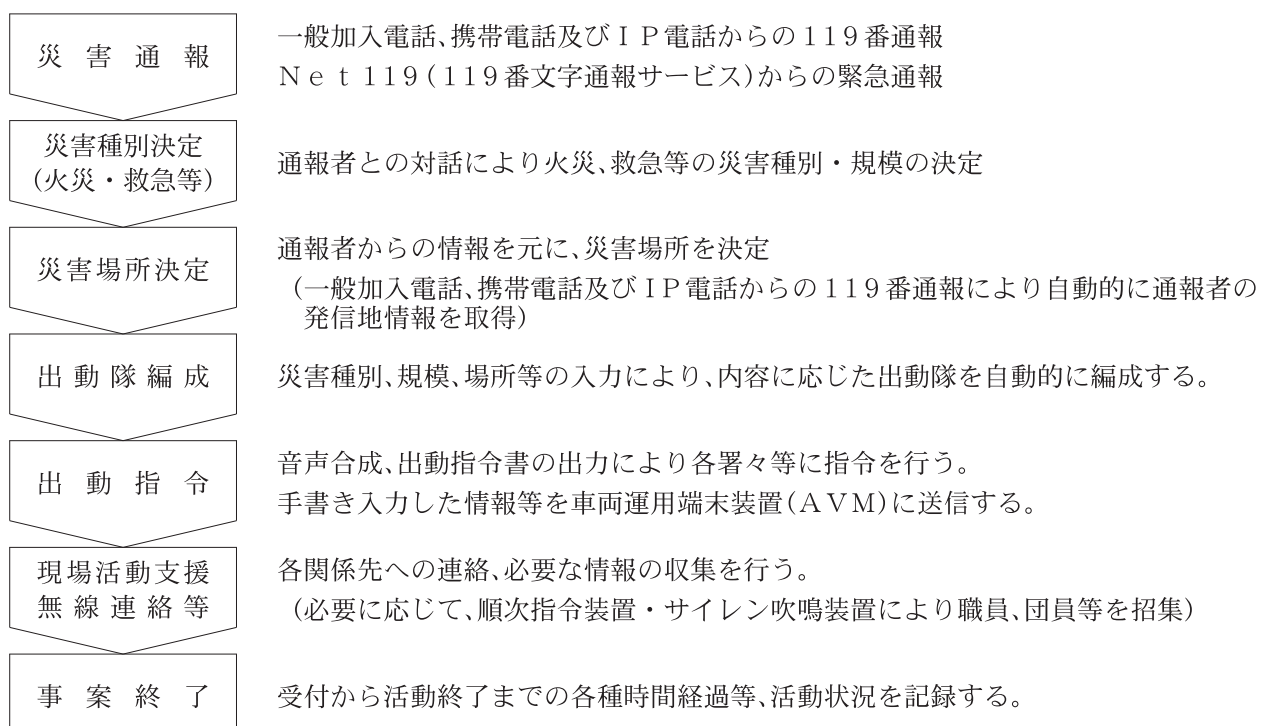 災害通報
一般加入電話、携帯電話及びＩＰ電話からの119番通報
Ｎｅｔ119（119番文字通報サービス）からの緊急通報
災害種別決定
（火災・救急等）
通報者との対話により火災、救急等の災害種別・規模の決定
災害場所決定
通報者からの情報を元に、災害場所を決定
（一般加入電話、携帯電話及びＩＰ電話からの119番通報により自動的に通報者の
発信地情報を取得）
出動隊編成
災害種別、規模、場所等の入力により、内容に応じた出動隊を自動的に編成する。
出動指令
音声合成、出動指令書の出力により各署々等に指令を行う。
手書き入力した情報等を車両運用端末装置（ＡＶＭ）に送信する。
現場活動支援
無線連絡等
各関係先への連絡、必要な情報の収集を行う。
（必要に応じて、順次指令装置・サイレン吹鳴装置により職員、団員等を招集）
事案終了
受付から活動終了までの各種時間経過等、活動状況を記録する。